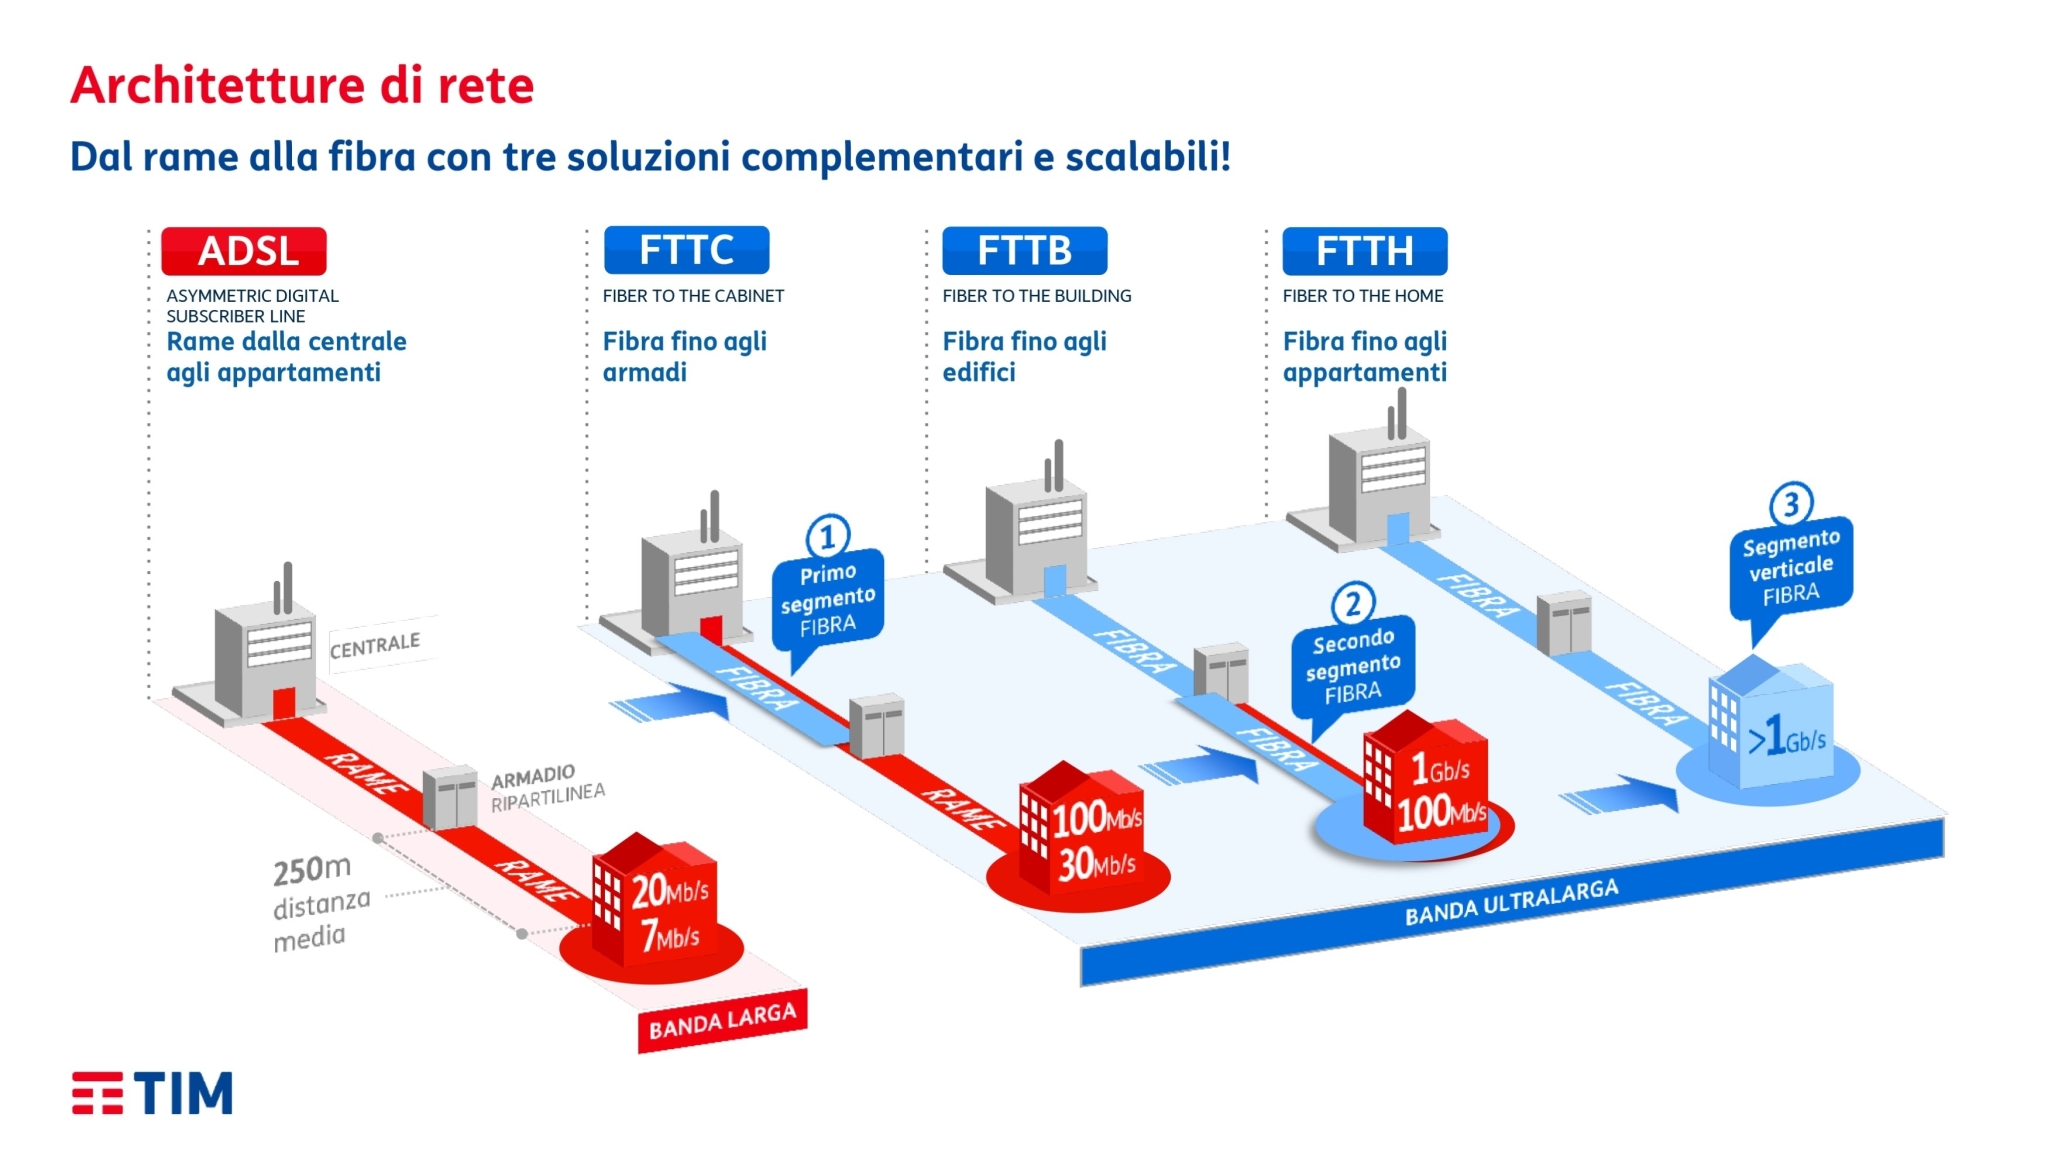 Architetture di rete
Dal rame alla fibra con tre soluzioni complementari e scalabili!
ADSL
ASYMMETRIC DIGITAL
SUBSCRIBER LINE
Rame dalla centrale
agli appartamenti
FTTC
FIBER TO THE CABINET
Fibra fino agli
armadi
FTTB
FIBER TO THE BUILDING
Fibra fino agli
edifici
FTTH
FIBER TO THE HOME
Fibra fino agli
appartamenti
CENTRALE
RAME
ARMADIO
RIPARTILINEA
RAME
250m
distanza
media
20Mb/s
7Mb/s
BANDA LARGA
1
Primo
segmento
FIBRA
FIBRA
RAME
100Mb/s
30Mb/s
FIBRA
2
Secondo
segmento
FIBRA
FIBRA
1Gb/s
100Mb/s
FIBRA
3
Segmento
verticale
FIBRA
FIBRA
>1Gb/s
BANDA ULTRALARGA
TIM